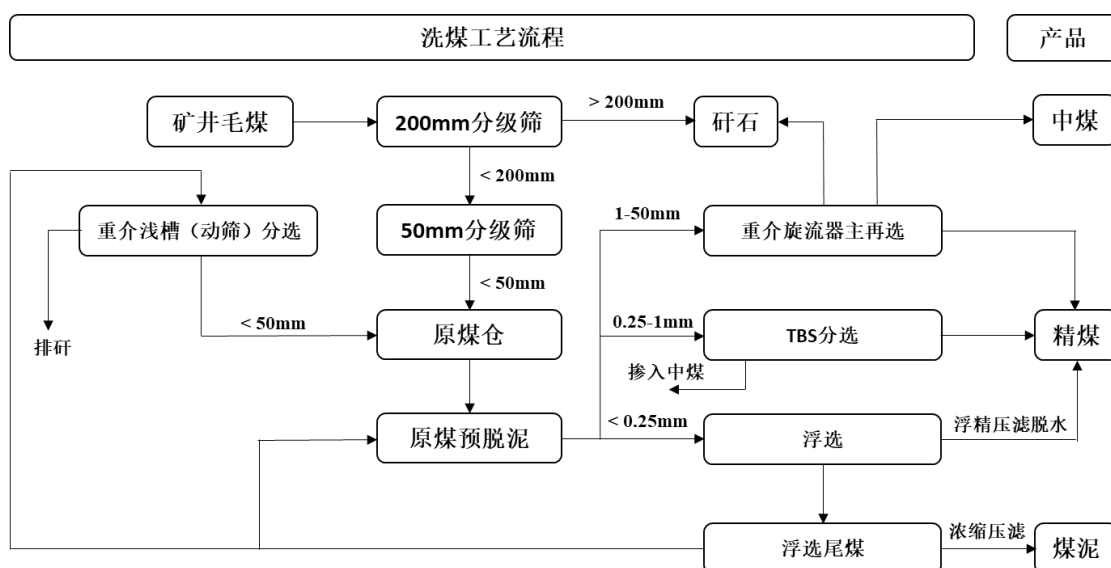 洗煤工艺流程
产品
矿井毛煤
200mm分级筛
> 200mm
矸石
中煤
< 200mm
重介浅槽（动筛）分选
50mm分级筛
1-50mm
重介旋流器主再选
< 50mm
< 50mm
原煤仓
0.25-1mm
TBS分选
精煤
排矸
掺入中煤
原煤预脱泥
< 0.25mm
浮选
浮精压滤脱水
浮选尾煤
浓缩压滤
煤泥